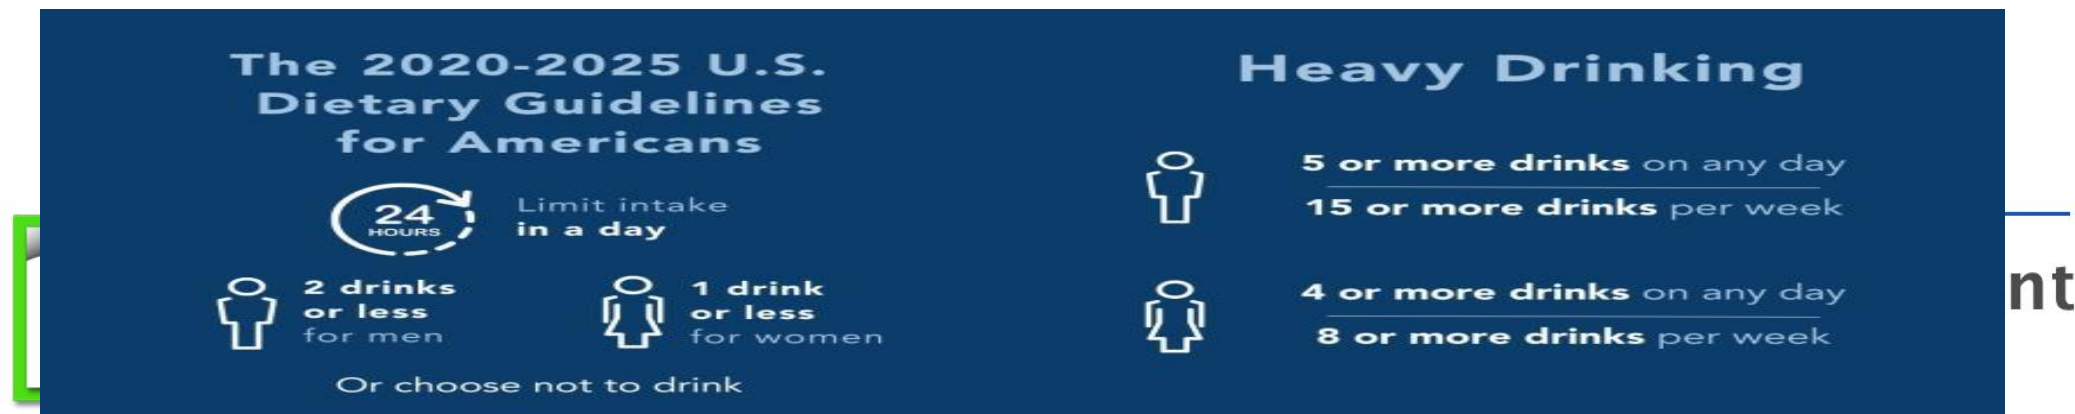 The 2020-2025 U.S.
Dietary Guidelines
for Americans
24
HOURS
Limit intake
in a day
2 drinks
or less
for men
1 drink
or less
for women
Or choose not to drink
Heavy Drinking
5 or more drinks on any day
15 or more drinks per week
4 or more drinks on any day
8 or more drinks per week
nt